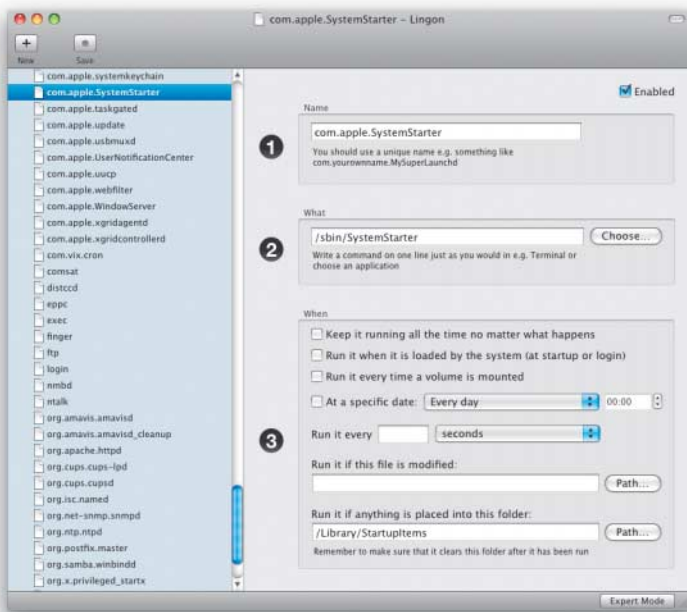 com.apple.SystemStarter – Lingon
New
Save
com.apple.systemkeychain
com.apple.SystemStarter
com.apple.taskgated
com.apple.update
com.apple.usbmuxd
com.apple.UserNotificationCenter
com.apple.uucp
com.apple.webfilter
com.apple.WindowServer
com.apple.xgridagentd
com.apple.xgridcontrollerd
com.vix.cron
comsat
distccd
eppc
exec
finger
ftp
login
nmbd
ntalk
org.amavis.amavisd
org.amavis.amavisd_cleanup
org.apache.httpd
org.cups.cups-lpd
org.cups.cupsd
org.isc.named
org.net-snmp.snmpd
org.ntp.ntpd
org.postfix.master
org.samba.winbindd
org.x.privileged_startx
Enabled
Name
1
com.apple.SystemStarter
You should use a unique name e.g. something like
com.yourownname.MySuperLaunchd
What
2
/sbin/SystemStarter
Choose...
Write a command on one line just as you would in e.g. Terminal or
choose an application
When
3
Keep it running all the time no matter what happens
Run it when it is loaded by the system (at startup or login)
Run it every time a volume is mounted
At a specific date: Every day 00:00
Run it every seconds
Run it if this file is modified:
Path...
Run it if anything is placed into this folder:
/Library/StartupItems Path...
Remember to make sure that it clears this folder after it has been run
Expert Mode